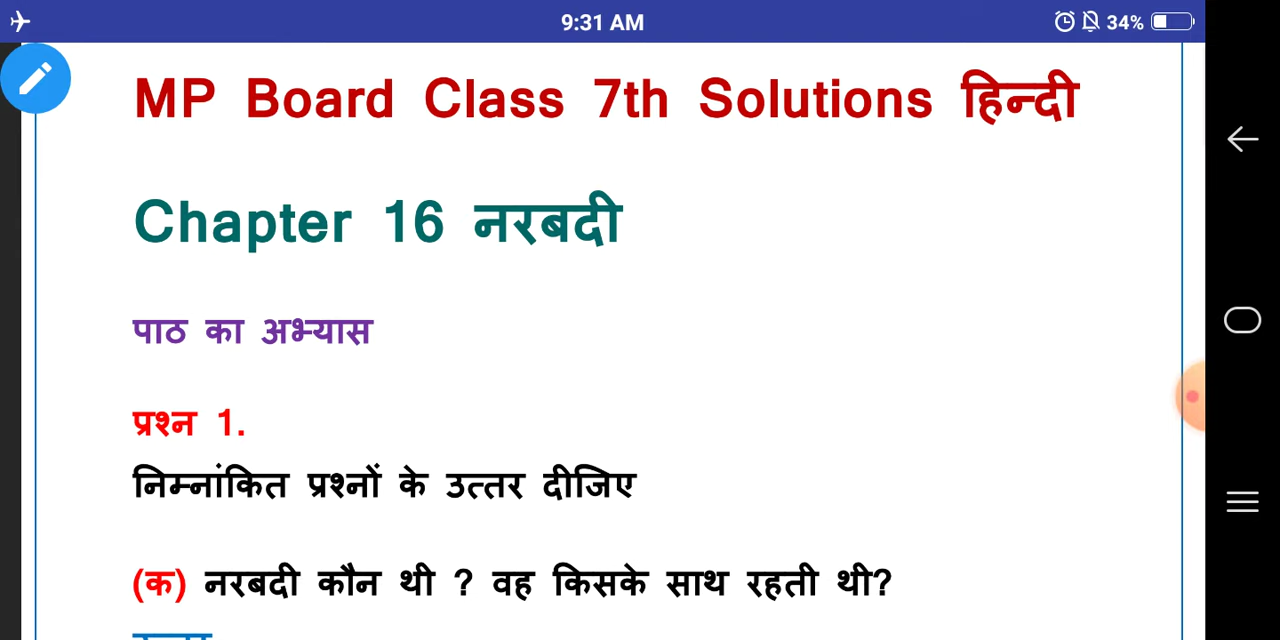 9:31 AM
34%
MP Board Class 7th Solutions हिन्दी
Chapter 16 नरबदी
पाठ का अभ्यास
प्रश्न 1.
निम्नांकित प्रश्नों के उत्तर दीजिए
(क) नरबदी कौन थी ? वह किसके साथ रहती थी?